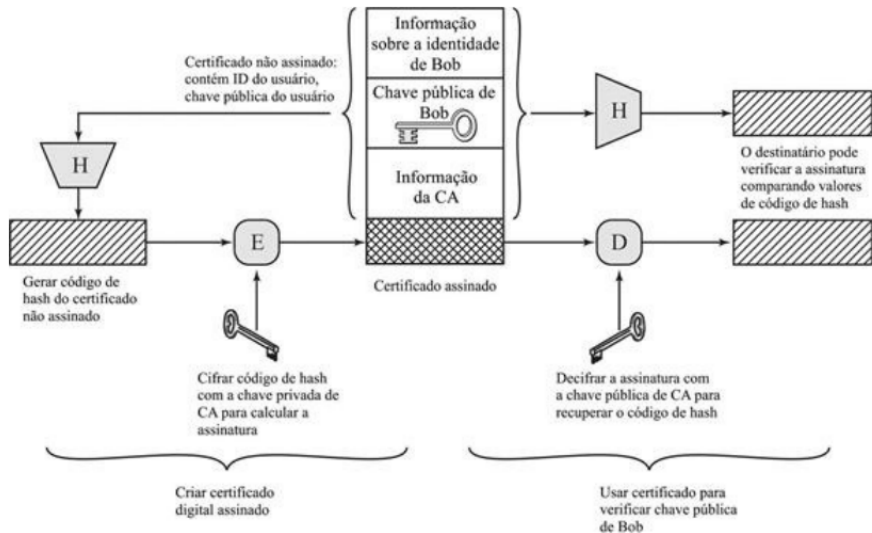 Informação
sobre a identidade
de Bob
Certificado não assinado:
contém ID do usuário,
chave pública do usuário
Chave pública de
Bob
H
H
Informação
da CA
O destinatário pode
verificar a assinatura
comparando valores
de código de hash
E
D
Gerar código de
hash do certificado
não assinado
Certificado assinado
Cifrar código de hash
com a chave privada de
CA para calcular a
assinatura
Decifrar a assinatura com
a chave pública de CA para
recuperar o código de hash
Criar certificado
digital assinado
Usar certificado para
verificar chave pública
de Bob